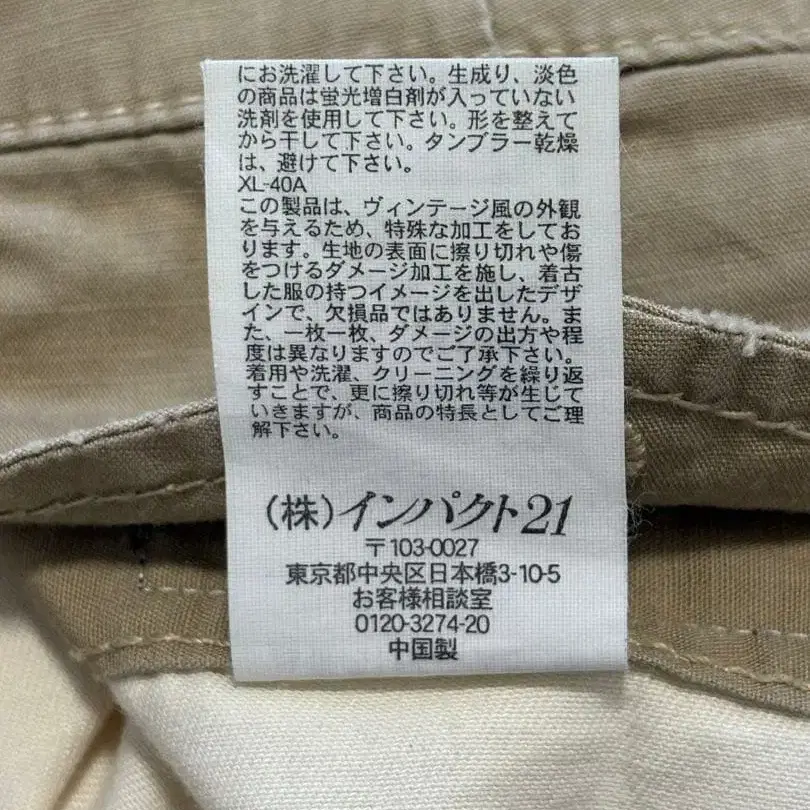 にお洗濯して下さい。生成り、淡色
の商品は蛍光増白剤が入っていない
洗剤を使用して下さい。形を整えて
から干して下さい。タンブラー乾燥
は、避けて下さい。
XL-40A
この製品は、ヴィンテージ風の外観
を与えるため、特殊な加工をしてお
ります。生地の表面に擦り切れや傷
をつけるダメージ加工を施し、着古
した服の持つイメージを出したデザ
インで、欠損品ではありません。ま
た、一枚一枚、ダメージの出方や程
度は異なりますのでご了承下さい。
着用や洗濯、クリーニングを繰り返
すことで、更に擦り切れ等が生じて
いきますが、商品の特長としてご理
解下さい。
(株)インパクト21
〒103-0027
東京都中央区日本橋3-10-5
お客様相談室
0120-3274-20
中国製